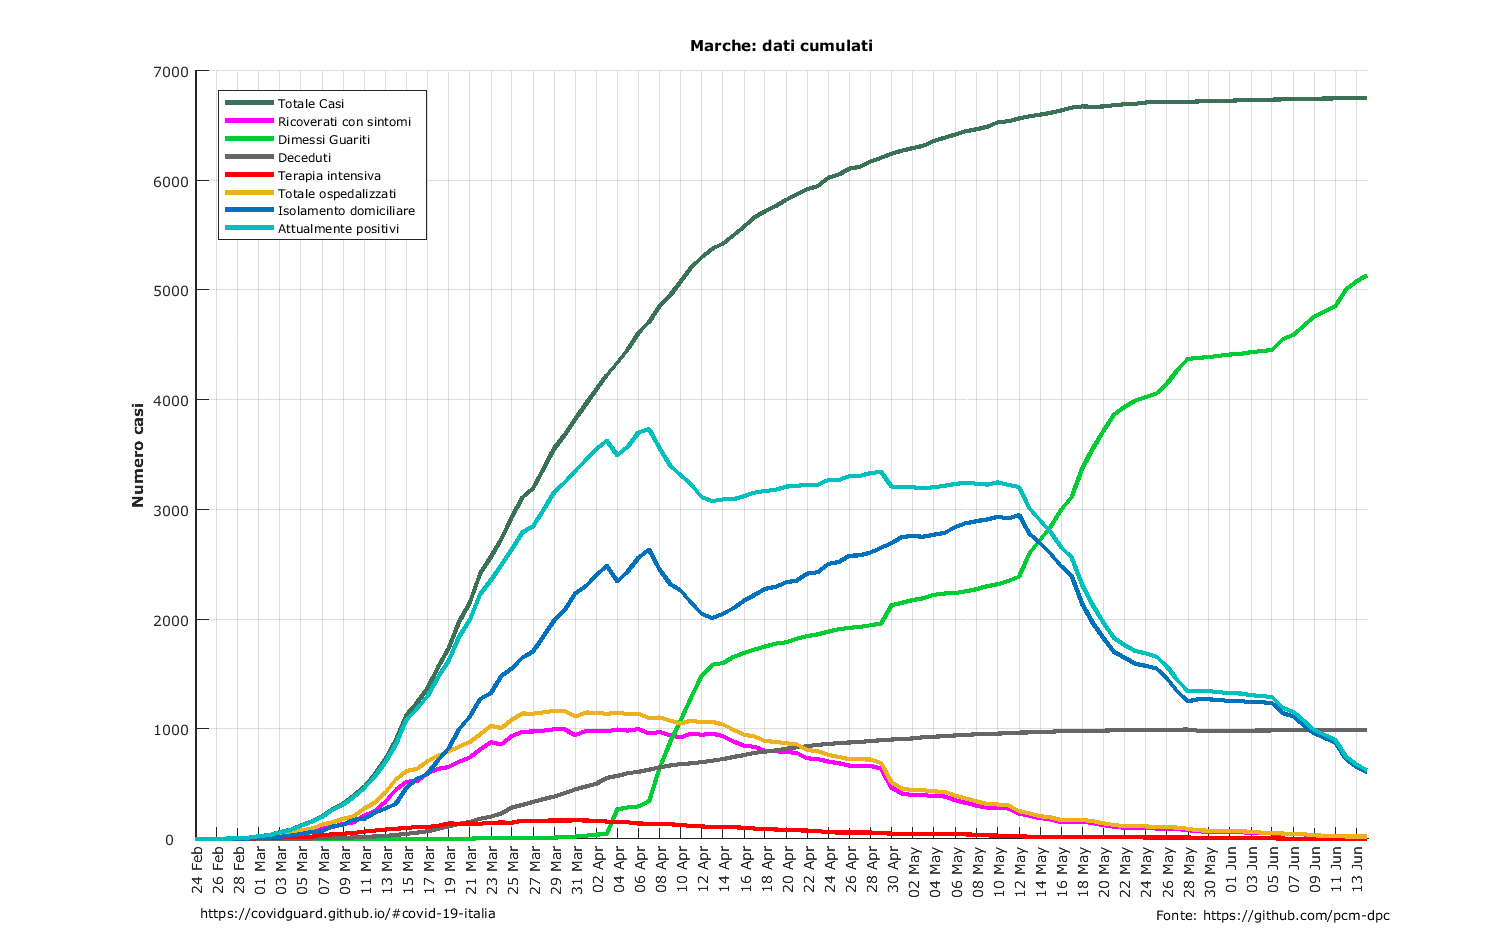 Marche: dati cumulati
Numero casi
7000
6000
5000
4000
3000
2000
1000
0
Totale Casi
Ricoverati con sintomi
Dimessi Guariti
Deceduti
Terapia intensiva
Totale ospedalizzati
Isolamento domiciliare
Attualmente positivi
24 Feb
26 Feb
28 Feb
01 Mar
03 Mar
05 Mar
07 Mar
09 Mar
11 Mar
13 Mar
15 Mar
17 Mar
19 Mar
21 Mar
23 Mar
25 Mar
27 Mar
29 Mar
31 Mar
02 Apr
04 Apr
06 Apr
08 Apr
10 Apr
12 Apr
14 Apr
16 Apr
18 Apr
20 Apr
22 Apr
24 Apr
26 Apr
28 Apr
30 Apr
02 May
04 May
06 May
08 May
10 May
12 May
14 May
16 May
18 May
20 May
22 May
24 May
26 May
28 May
30 May
01 Jun
03 Jun
05 Jun
07 Jun
09 Jun
11 Jun
13 Jun
https://covidguard.github.io/#covid-19-italia
Fonte: https://github.com/pcm-dpc